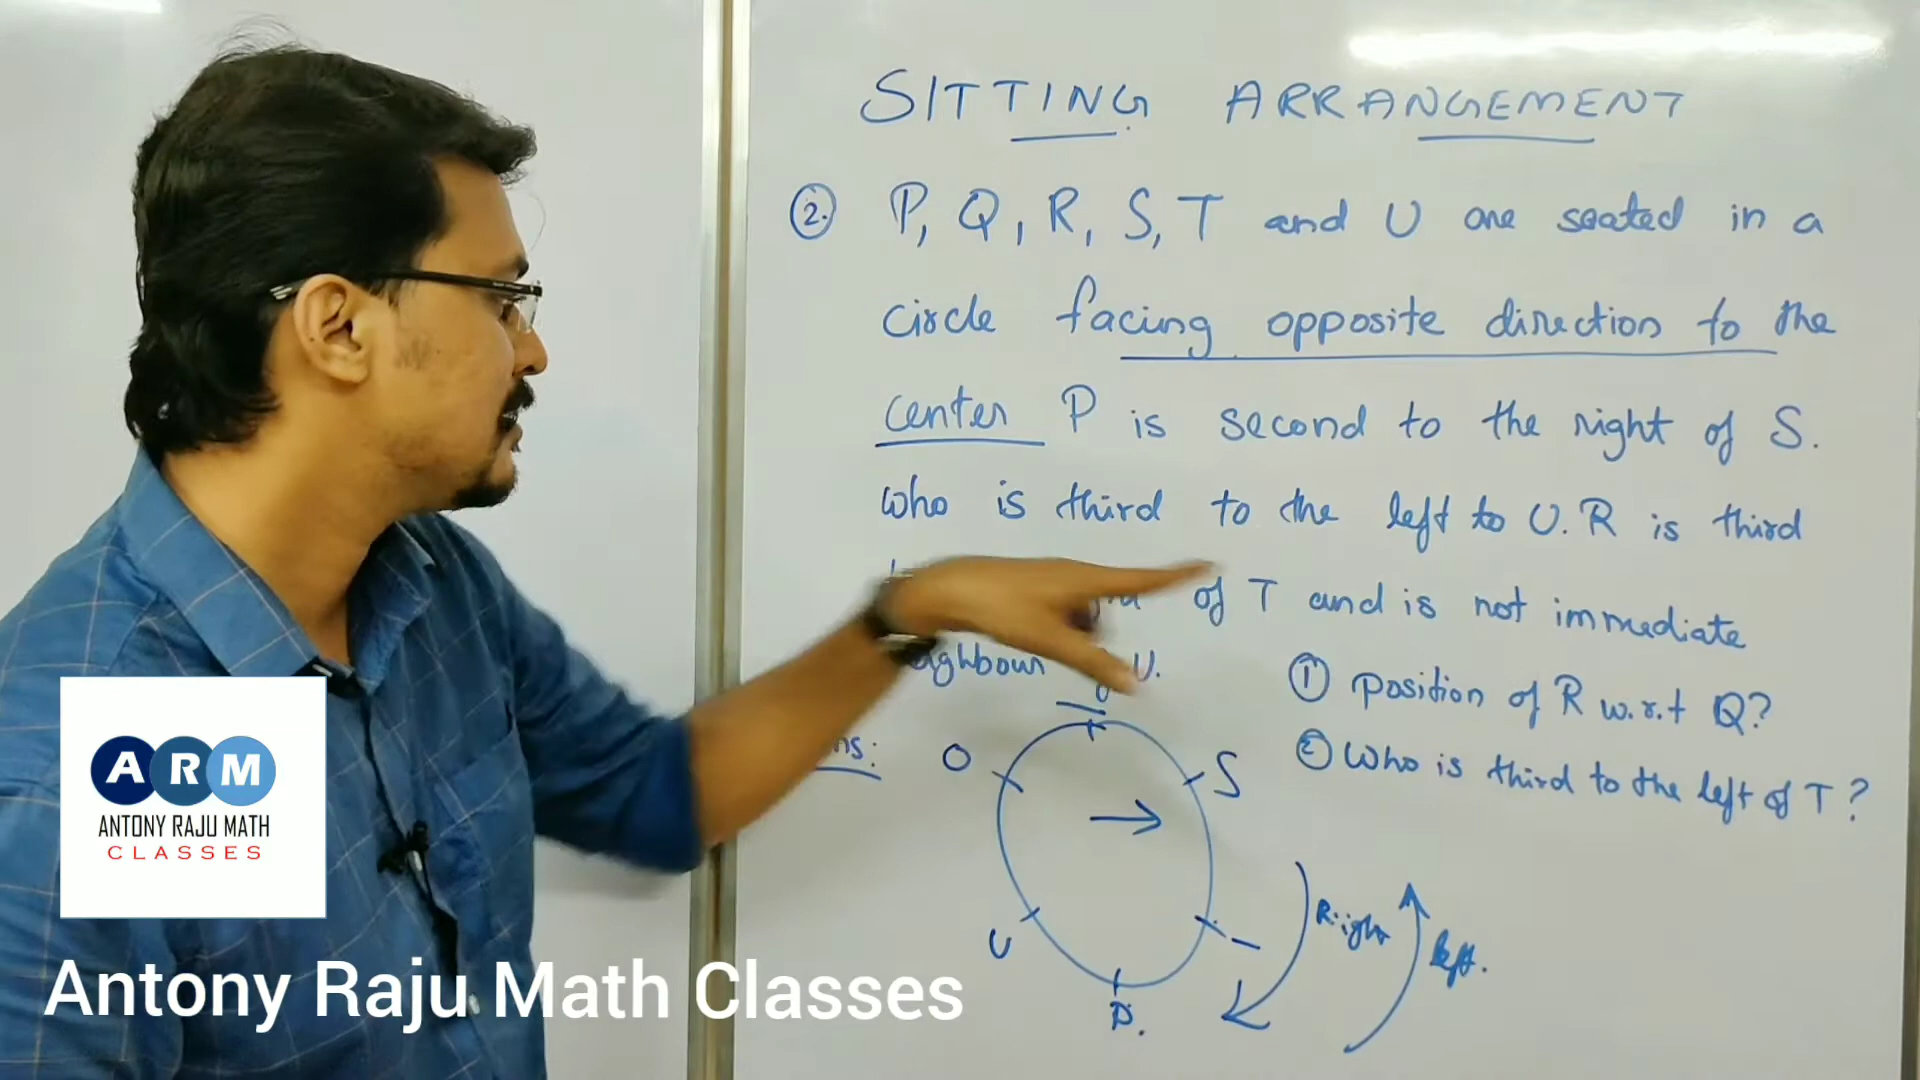 SITTING ARRANGEMENT
2. P, Q, R, S, T and U are seated in a
circle facing opposite direction to the
center P is second to the right of S.
who is third to the left to U. R is third
of T and is not immediate
U.
① position of R w.r.t Q?
② Who is third to the left of T?
O
S
U
P.
Right
left.
ARM
ANTONY RAJU MATH
CLASSES
Antony Raju Math Classes